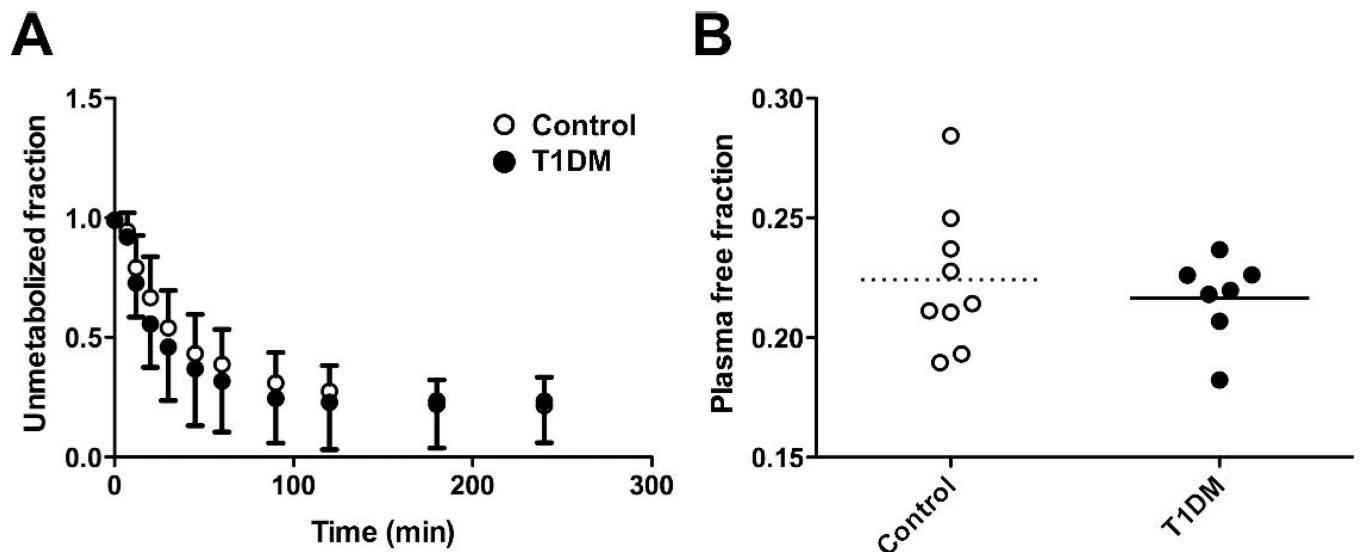 A
Unmetabolized fraction
1.5
1.0
0.5
0.0
0
100
200
300
Time (min)
Control
T1DM
B
Plasma free fraction
0.30
0.25
0.20
0.15
Control
T1DM